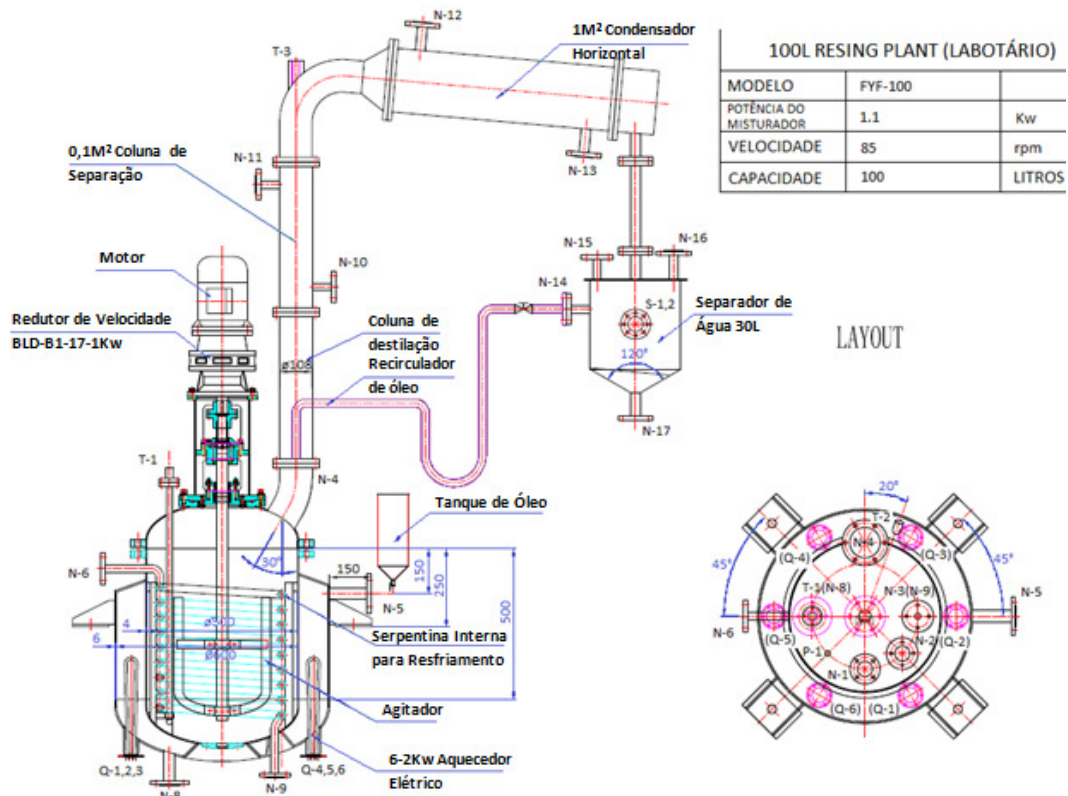 N-12
T-3
1M² Condensador
Horizontal
100L RESING PLANT (LABOTÁRIO)
MODELO FYF-100
POTÊNCIA DO
MISTURADOR 1.1 Kw
VELOCIDADE 85 rpm
CAPACIDADE 100 LITROS
0,1M² Coluna de
Separação
N-11
N-13
N-15
N-16
Motor
N-10
N-14
S-1,2
Separador de
Água 30L
Redutor de Velocidade
BLD-B1-17-1Kw
Coluna de
destilação
ø108
Recirculador
de óleo
120°
LAYOUT
N-17
T-1
N-4
Tanque de Óleo
20°
T-2
(Q-4)
N-4
(Q-3)
45°
45°
30°
N-6
150
150
250
500
N-5
T-1(N-8)
N-3(N-9)
N-5
N-6
(Q-5)
(Q-2)
N-2
P-1
N-1
(Q-6)
(Q-1)
4
ø500
6
ø600
Serpentina Interna
para Resfriamento
Agitador
6-2Kw Aquecedor
Elétrico
Q-1,2,3
Q-4,5,6
N-8
N-9